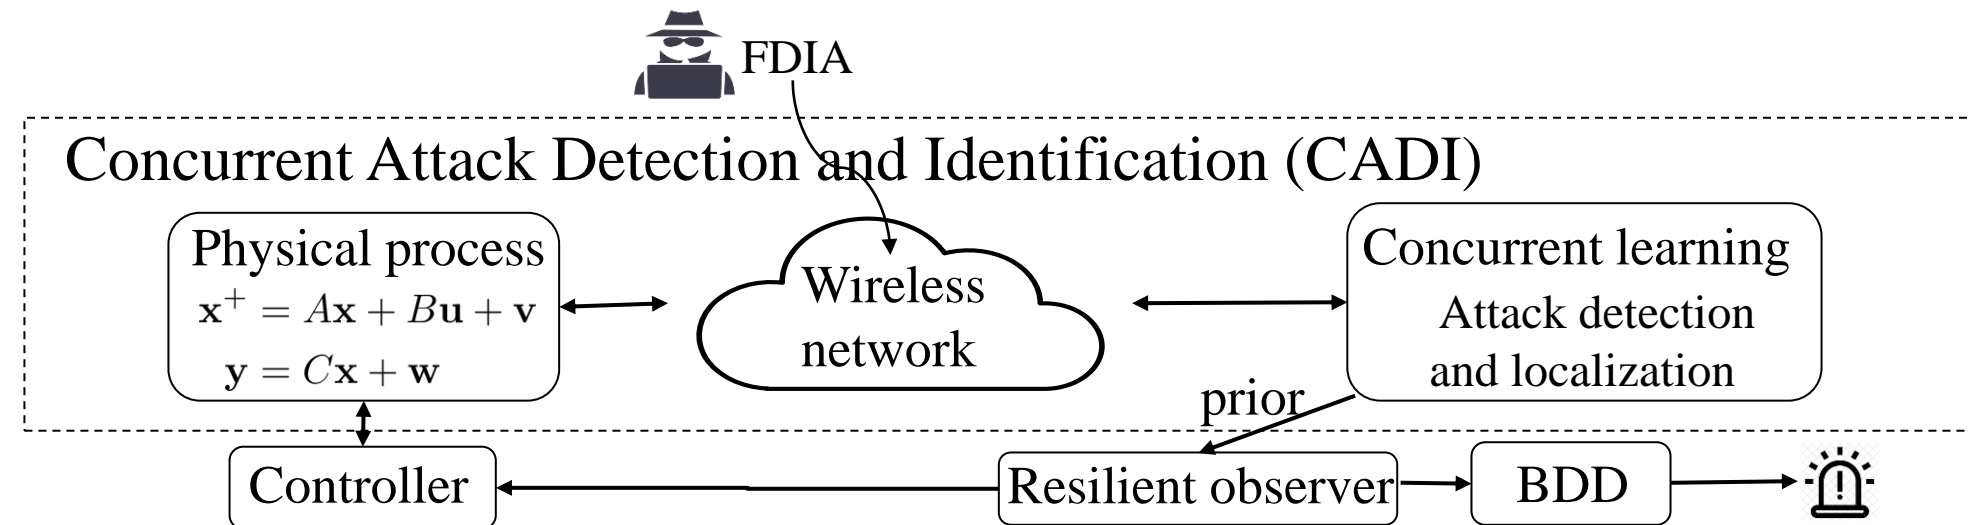 FDIA
Concurrent Attack Detection and Identification (CADI)
Physical process
x⁺ = Ax + Bu + v
y = Cx + w
Wireless
network
Concurrent learning
Attack detection
and localization
prior
Controller
Resilient observer
BDD
!